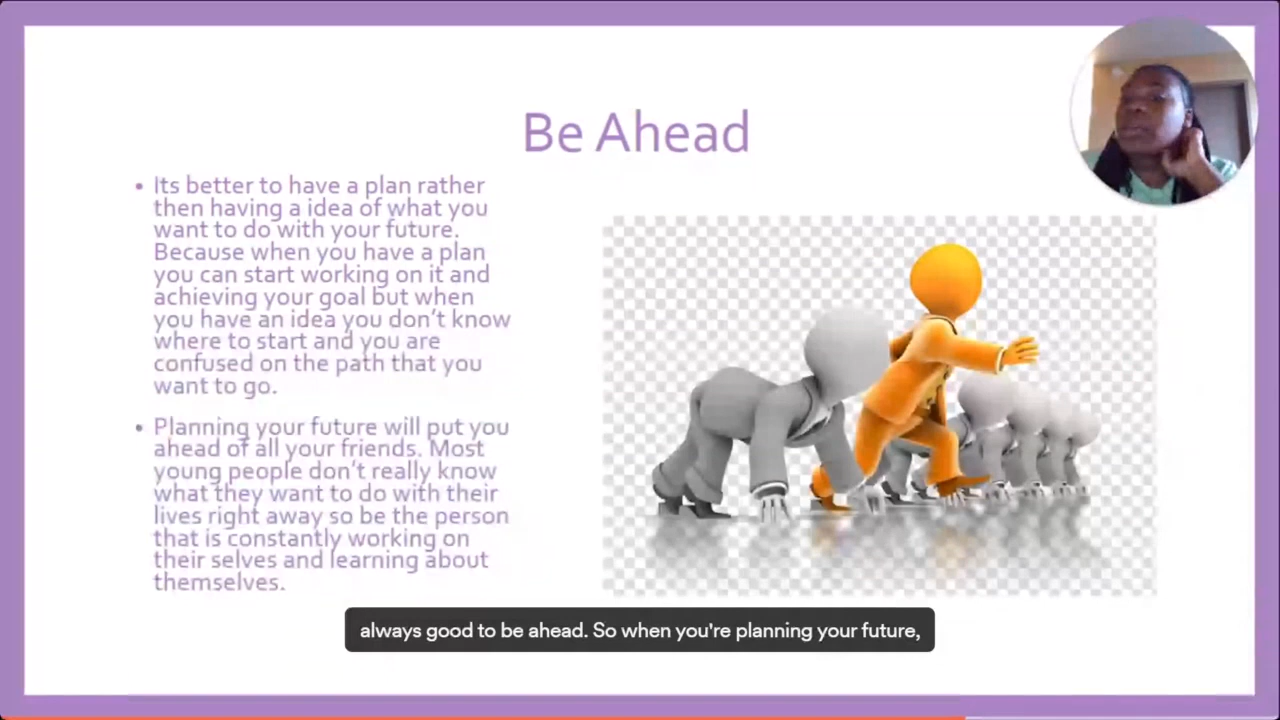 Be Ahead
• Its better to have a plan rather
then having a idea of what you
want to do with your future.
Because when you have a plan
you can start working on it and
achieving your goal but when
you have an idea you don't know
where to start and you are
confused on the path that you
want to go.
• Planning your future will put you
ahead of all your friends. Most
young people don't really know
what they want to do with their
lives right away so be the person
that is constantly working on
their selves and learning about
themselves.
always good to be ahead. So when you're planning your future,